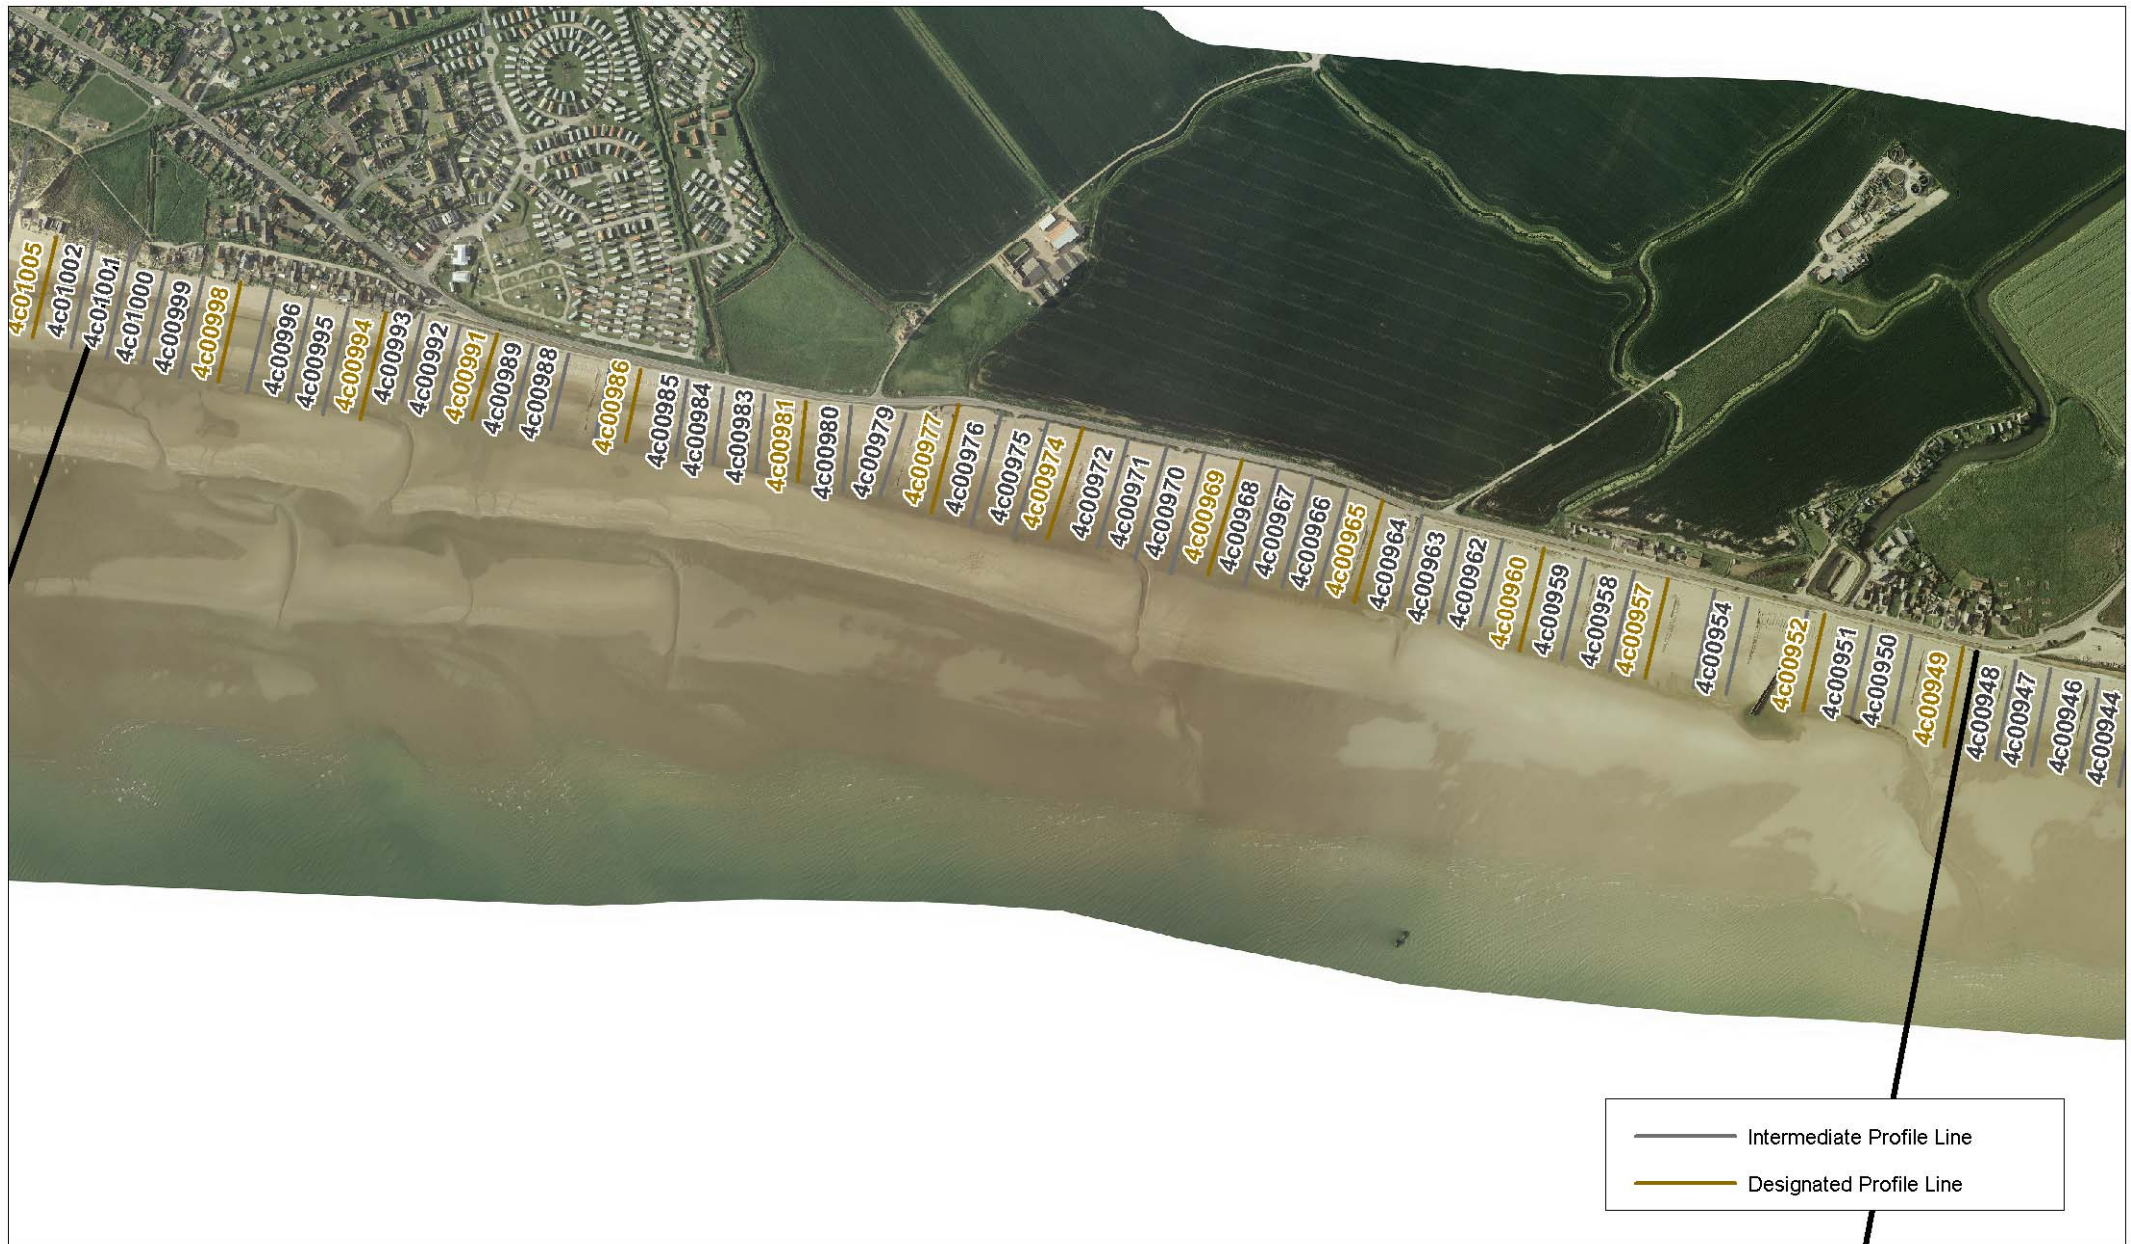 4c01005
4c01002
4c01001
4c01000
4c00999
4c00998
4c00996
4c00995
4c00994
4c00993
4c00992
4c00991
4c00989
4c00988
4c00986
4c00985
4c00984
4c00983
4c00981
4c00980
4c00979
4c00977
4c00976
4c00975
4c00974
4c00972
4c00971
4c00970
4c00969
4c00968
4c00967
4c00966
4c00965
4c00964
4c00963
4c00962
4c00960
4c00959
4c00958
4c00957
4c00954
4c00952
4c00951
4c00950
4c00949
4c00948
4c00947
4c00946
4c00944
Intermediate Profile Line
Designated Profile Line